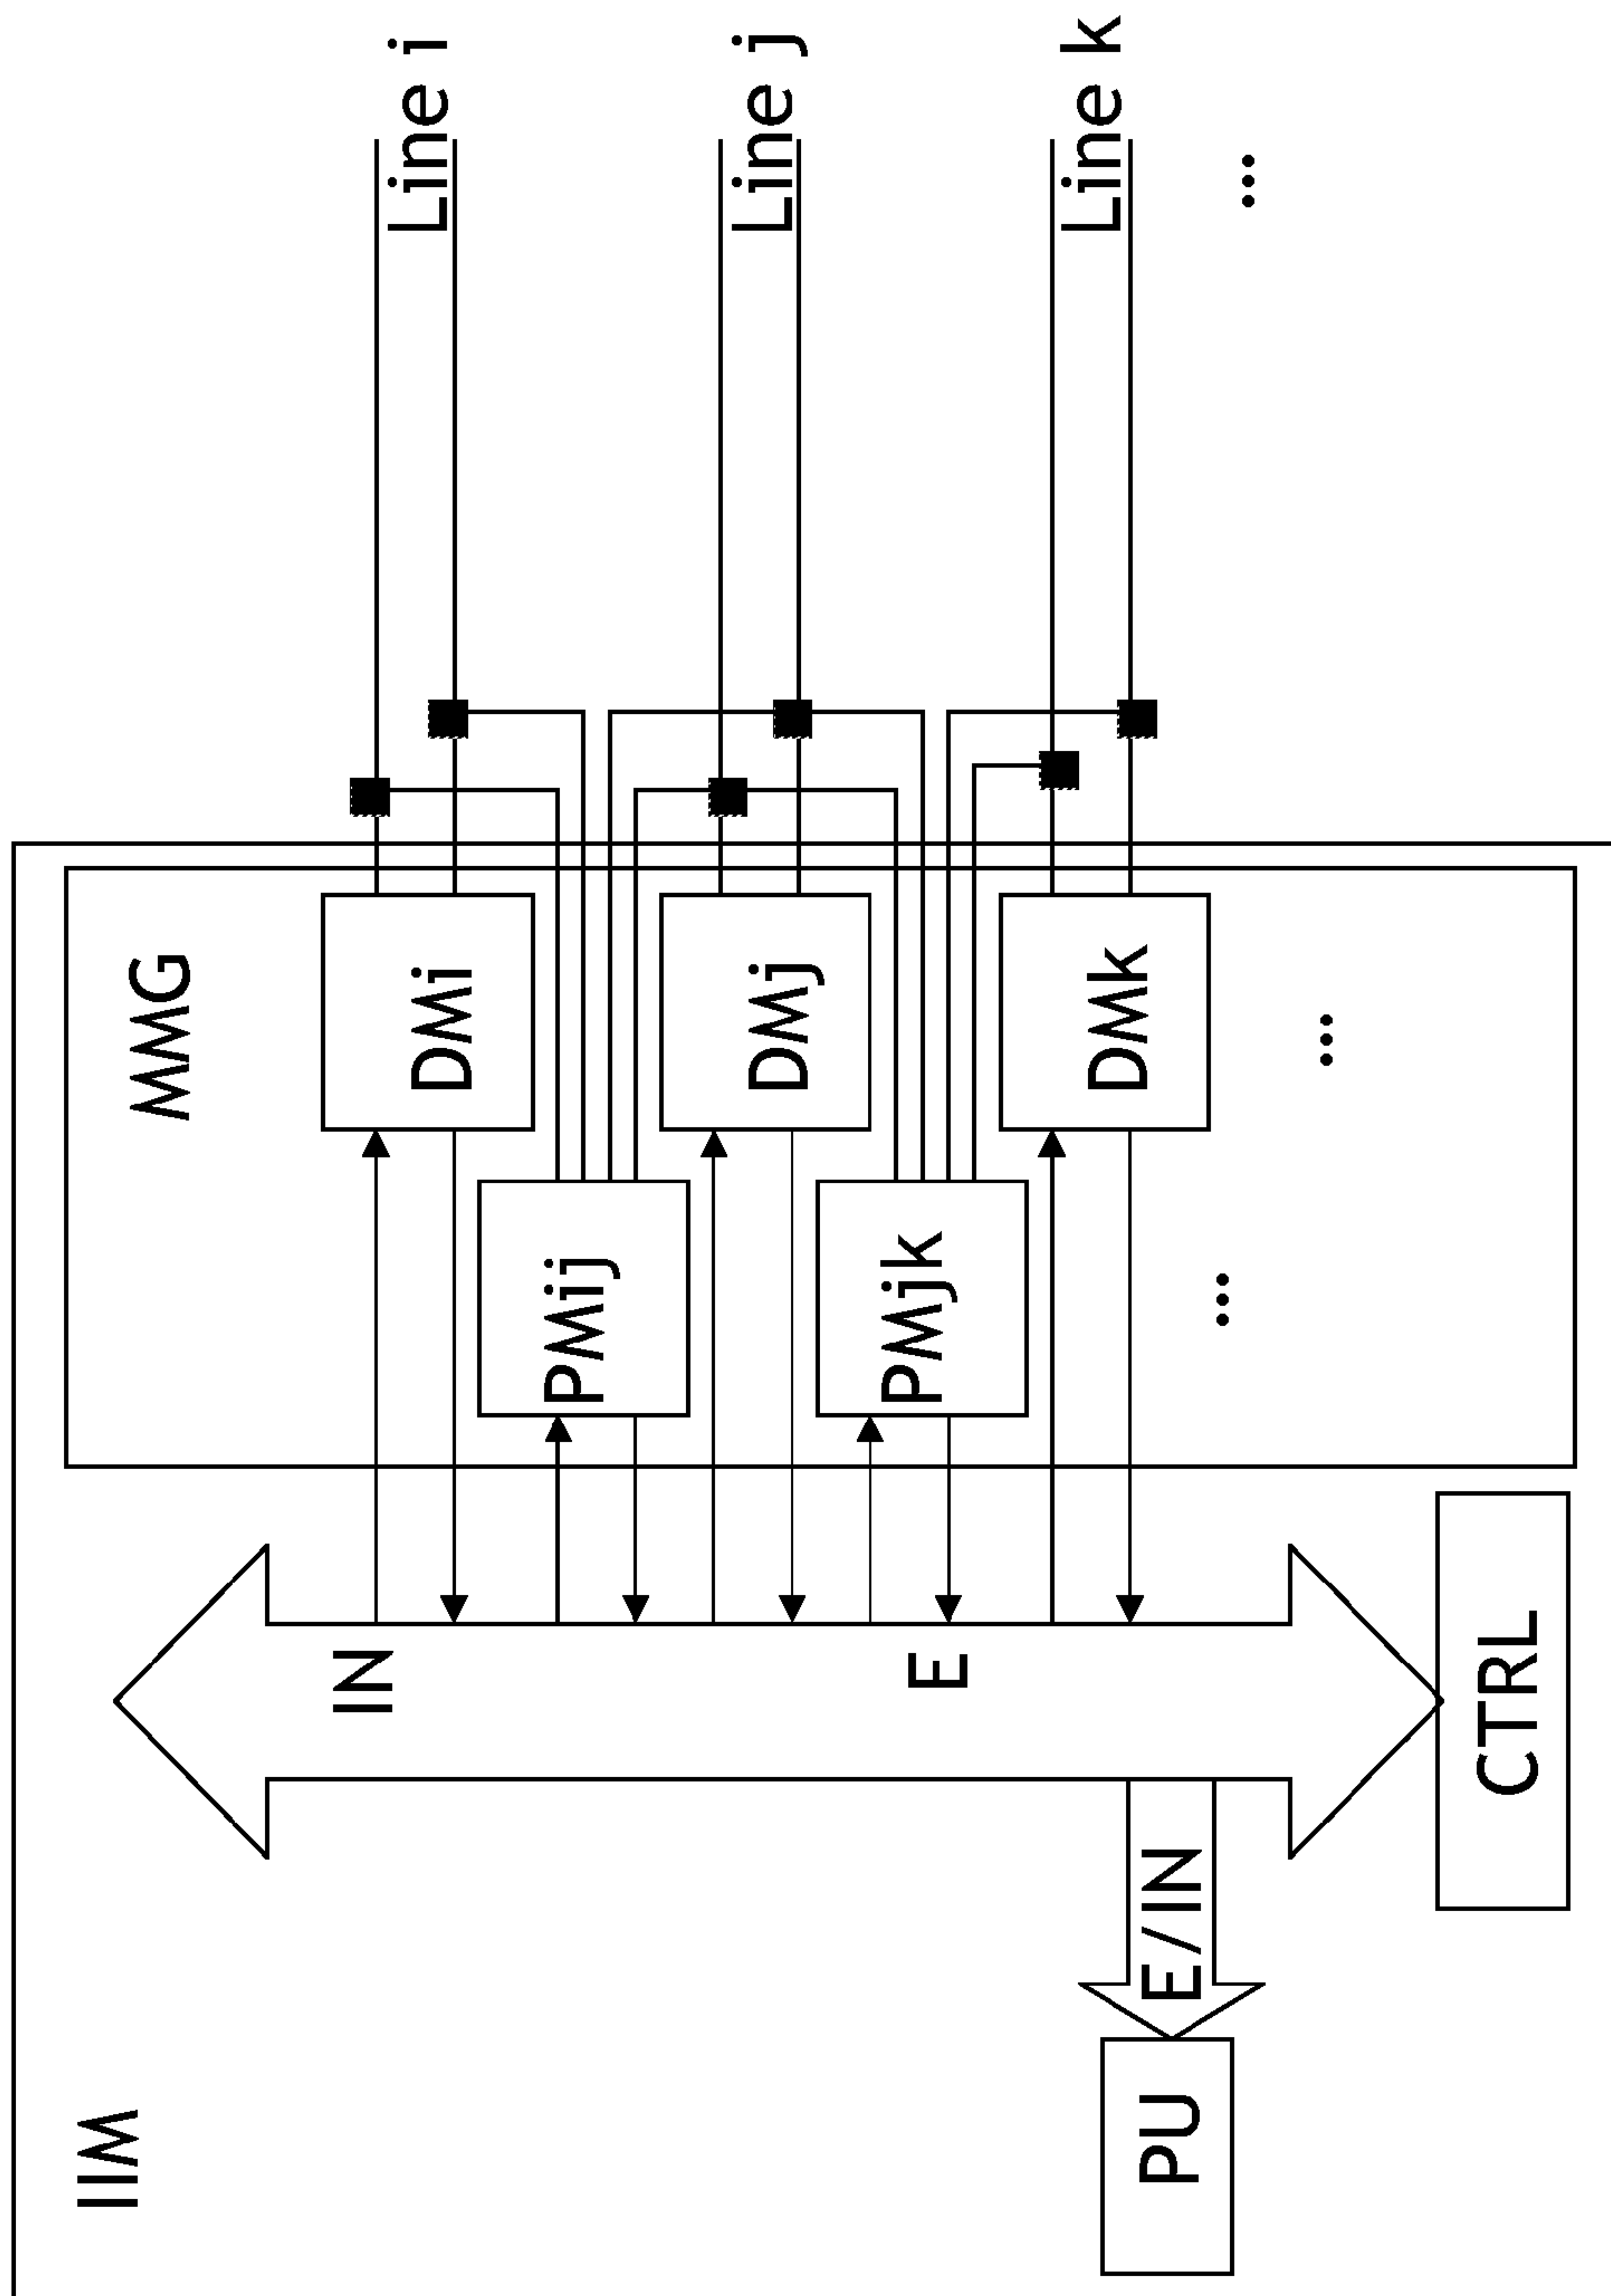 IIM
MMG
IN
DMi
Line i
PMij
DMj
Line j
E
PMjk
DMk
Line k
PU
E/IN
...
...
...
CTRL